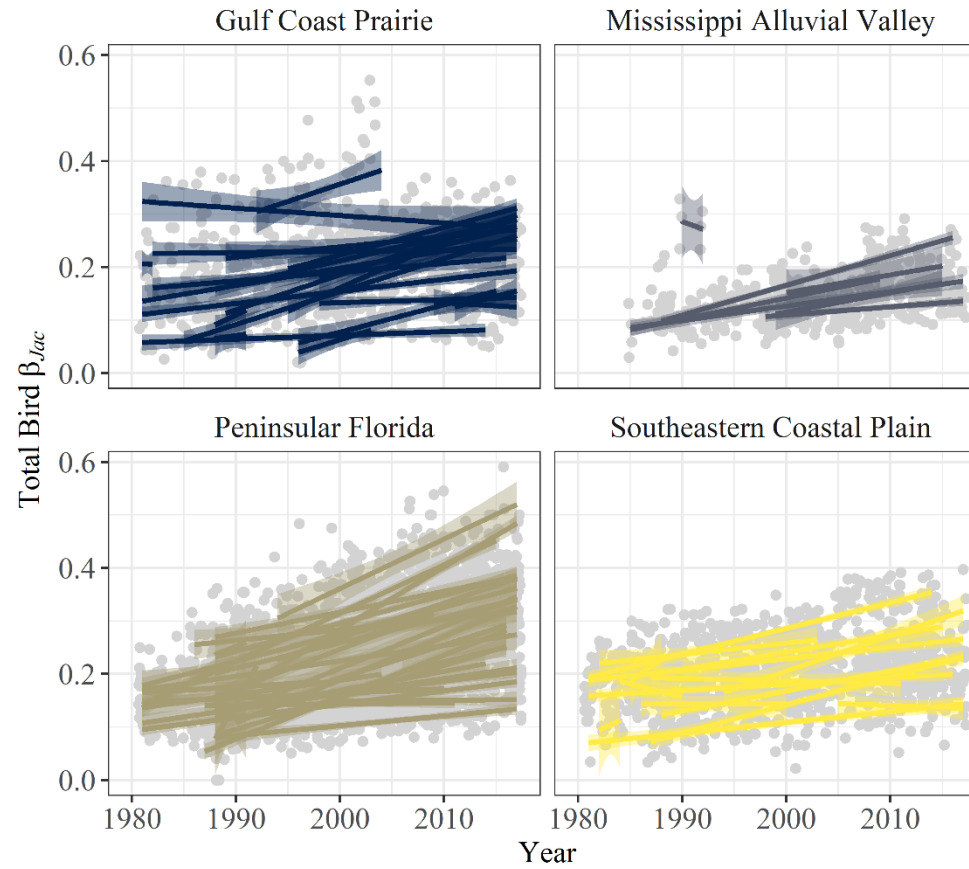 Gulf Coast Prairie
Mississippi Alluvial Valley
0.6
0.4
0.2
0.0
Peninsular Florida
Southeastern Coastal Plain
0.6
0.4
0.2
0.0
1980 1990 2000 2010
1980 1990 2000 2010
Year
Total Bird β_Jac